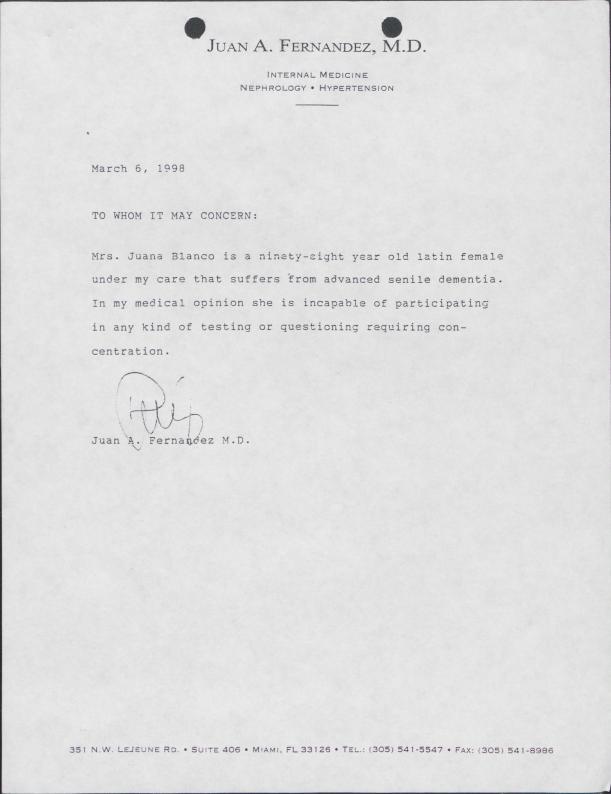 JUAN A. FERNANDEZ, M.D.
INTERNAL MEDICINE
NEPHROLOGY • HYPERTENSION
March 6, 1998
TO WHOM IT MAY CONCERN:
Mrs. Juana Blanco is a ninety-eight year old latin female
under my care that suffers from advanced senile dementia.
In my medical opinion she is incapable of participating
in any kind of testing or questioning requiring con-
centration.
Juan A. Fernandez M.D.
351 N.W. LEJEUNE RD. • SUITE 406 • MIAMI, FL 33126 • TEL.: (305) 541-5547 • FAX: (305) 541-8986